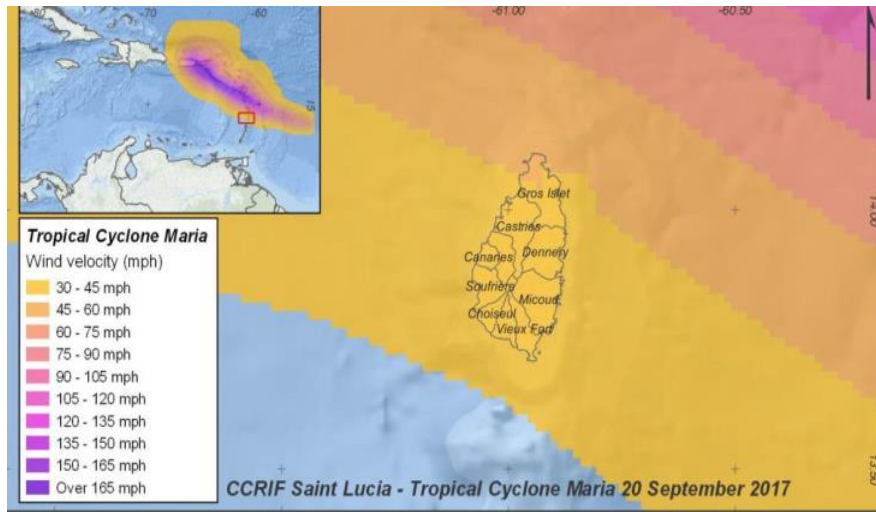 -80
-70
-60
15
-61.00
-60.50
Tropical Cyclone Maria
Wind velocity (mph)
30 - 45 mph
45 - 60 mph
60 - 75 mph
75 - 90 mph
90 - 105 mph
105 - 120 mph
120 - 135 mph
135 - 150 mph
150 - 165 mph
Over 165 mph
Gros Islet
Castries
Canaries
Dennery
Soufrière
Micoud
Choiseul
Vieux Fort
14.00
13.50
CCRIF Saint Lucia - Tropical Cyclone Maria 20 September 2017